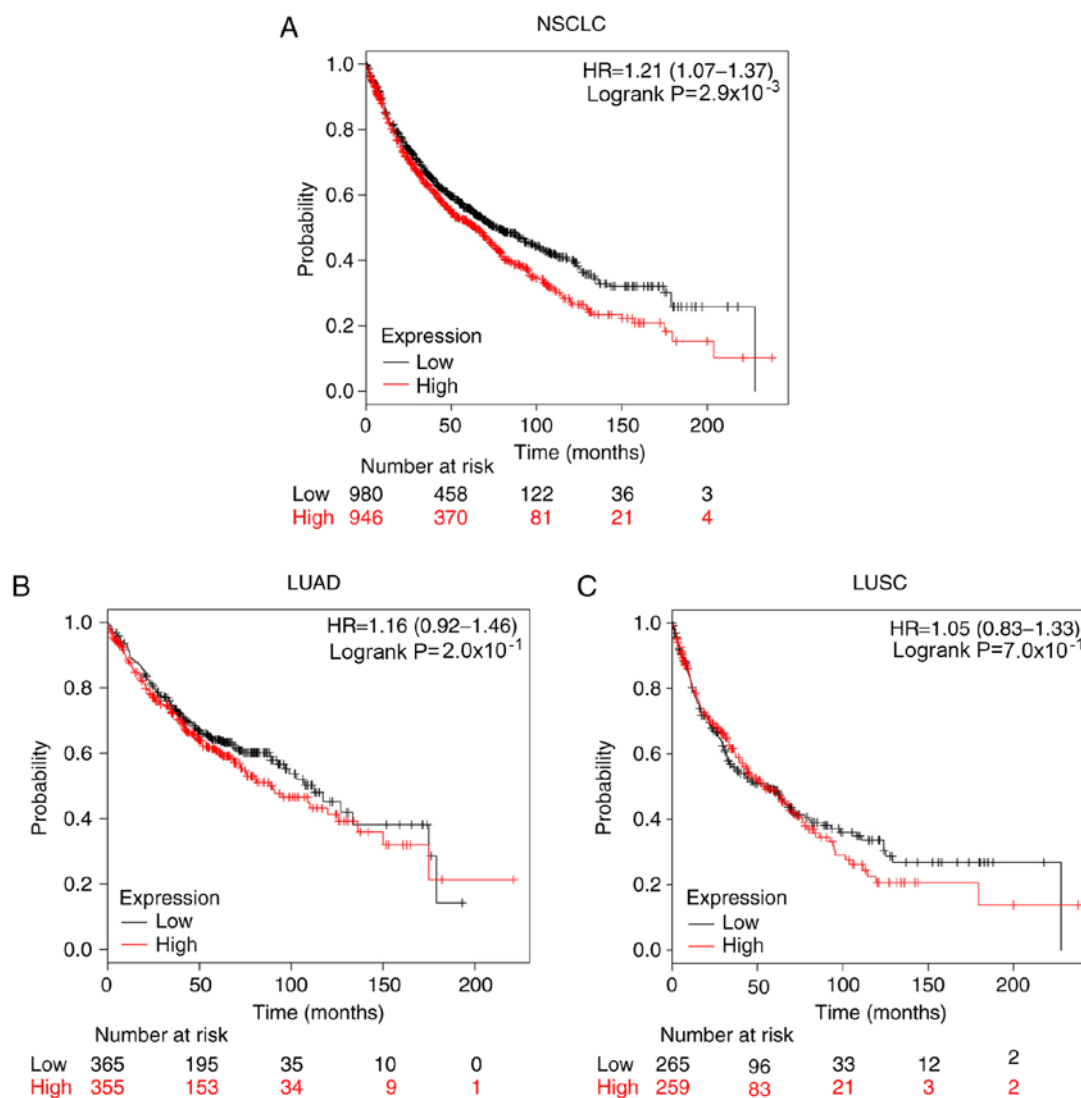 A
NSCLC
HR=1.21 (1.07–1.37)
Logrank P=2.9x10⁻³
Probability
1.0
0.8
0.6
0.4
0.2
0.0
Expression
Low
High
0 50 100 150 200
Time (months)
Number at risk
Low 980 458 122 36 3
High 946 370 81 21 4
B
LUAD
HR=1.16 (0.92–1.46)
Logrank P=2.0x10⁻¹
Probability
1.0
0.8
0.6
0.4
0.2
0.0
Expression
Low
High
0 50 100 150 200
Time (months)
Number at risk
Low 365 195 35 10 0
High 355 153 34 9 1
C
LUSC
HR=1.05 (0.83–1.33)
Logrank P=7.0x10⁻¹
Probability
1.0
0.8
0.6
0.4
0.2
0.0
Expression
Low
High
0 50 100 150 200
Time (months)
Number at risk
Low 265 96 33 12 2
High 259 83 21 3 2